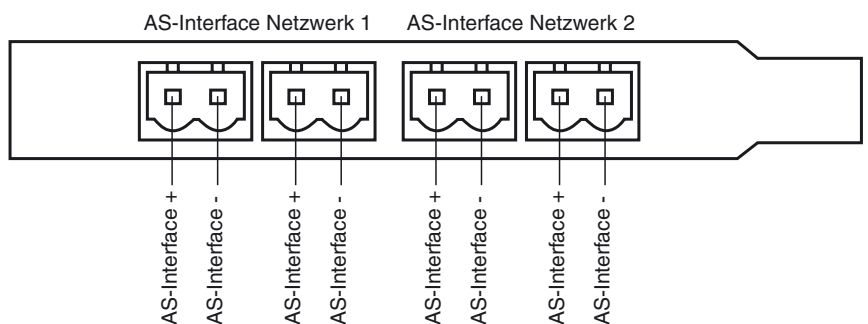 AS-Interface Netzwerk 1
AS-Interface Netzwerk 2
AS-Interface +
AS-Interface -
AS-Interface +
AS-Interface -
AS-Interface +
AS-Interface -
AS-Interface +
AS-Interface -